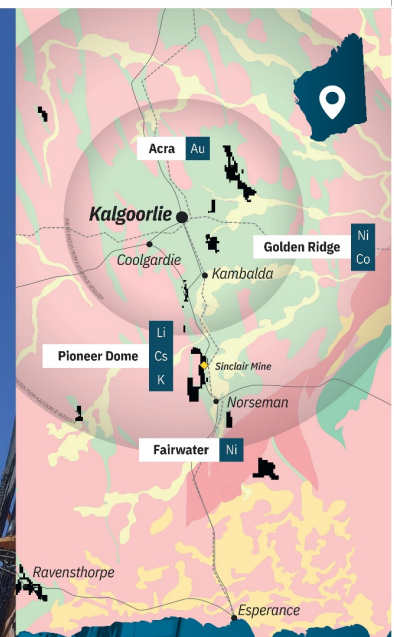 Acra Au
Kalgoorlie
Coolgardie
Golden Ridge
Ni
Co
Kambalda
Li
Pioneer Dome Cs
K
Sinclair Mine
Norseman
Fairwater Ni
Ravensthorpe
Esperance